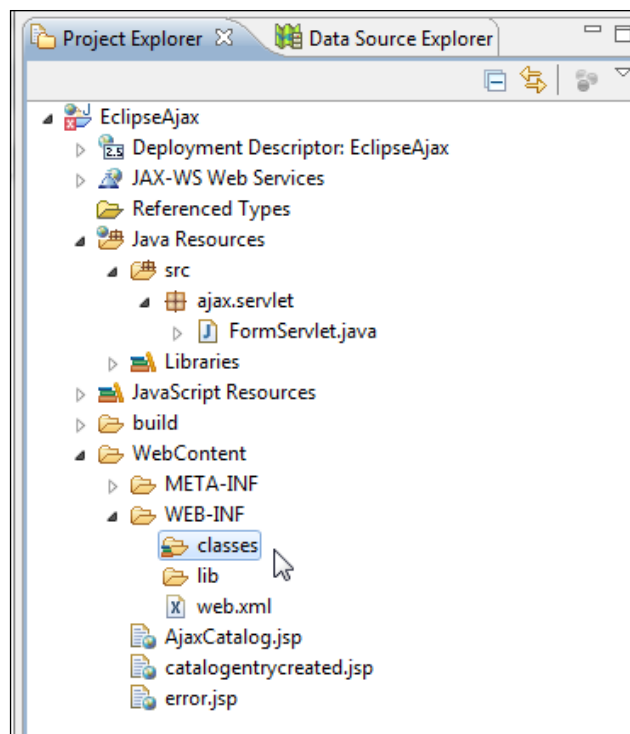 Project Explorer Data Source Explorer
EclipseAjax
2.5 Deployment Descriptor: EclipseAjax
JAX-WS Web Services
Referenced Types
Java Resources
src
ajax.servlet
J FormServlet.java
Libraries
JavaScript Resources
build
WebContent
META-INF
WEB-INF
classes
lib
X web.xml
AjaxCatalog.jsp
catalogentrycreated.jsp
error.jsp